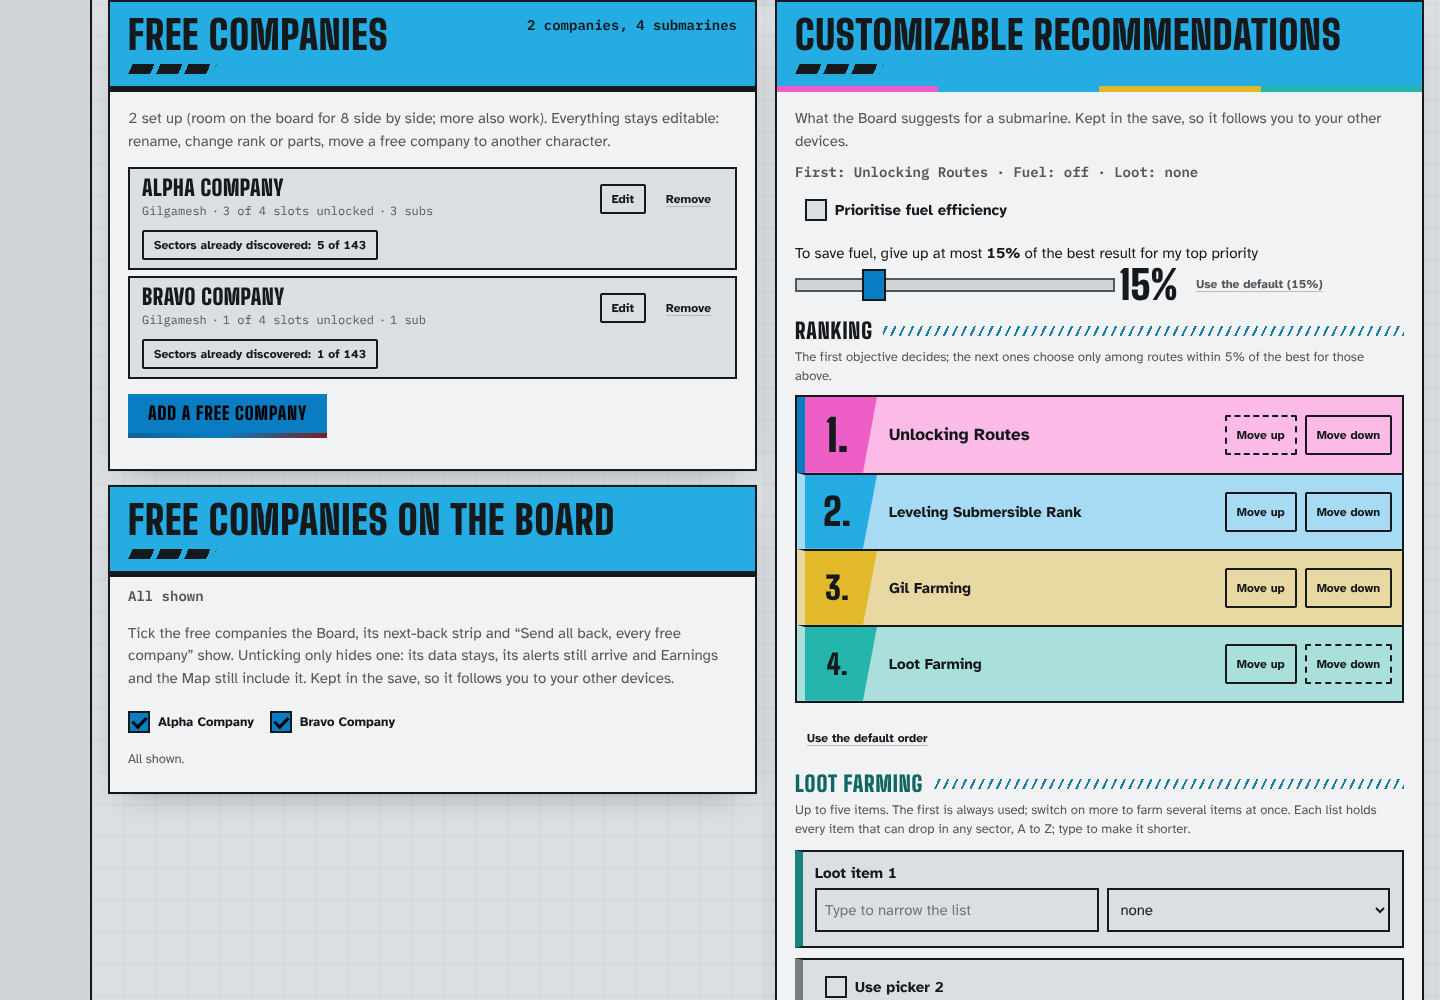 FREE COMPANIES
2 companies, 4 submarines
2 set up (room on the board for 8 side by side; more also work). Everything stays editable:
rename, change rank or parts, move a free company to another character.
ALPHA COMPANY
Gilgamesh · 3 of 4 slots unlocked · 3 subs
Edit
Remove
Sectors already discovered: 5 of 143
BRAVO COMPANY
Gilgamesh · 1 of 4 slots unlocked · 1 sub
Edit
Remove
Sectors already discovered: 1 of 143
ADD A FREE COMPANY
FREE COMPANIES ON THE BOARD
All shown
Tick the free companies the Board, its next-back strip and “Send all back, every free
company” show. Unticking only hides one: its data stays, its alerts still arrive and Earnings
and the Map still include it. Kept in the save, so it follows you to your other devices.
Alpha Company
Bravo Company
All shown.
CUSTOMIZABLE RECOMMENDATIONS
What the Board suggests for a submarine. Kept in the save, so it follows you to your other
devices.
First: Unlocking Routes · Fuel: off · Loot: none
Prioritise fuel efficiency
To save fuel, give up at most 15% of the best result for my top priority
15%
Use the default (15%)
RANKING
The first objective decides; the next ones choose only among routes within 5% of the best for those
above.
1.
Unlocking Routes
Move up
Move down
2.
Leveling Submersible Rank
Move up
Move down
3.
Gil Farming
Move up
Move down
4.
Loot Farming
Move up
Move down
Use the default order
LOOT FARMING
Up to five items. The first is always used; switch on more to farm several items at once. Each list holds
every item that can drop in any sector, A to Z; type to make it shorter.
Loot item 1
Type to narrow the list
none
Use picker 2